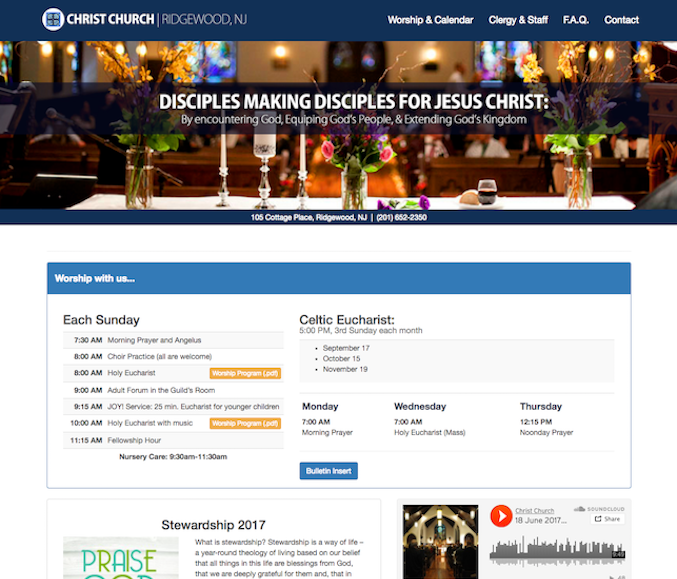 CHRIST CHURCH | RIDGEWOOD, NJ
Worship & Calendar Clergy & Staff F.A.Q. Contact
DISCIPLES MAKING DISCIPLES FOR JESUS CHRIST:
By encountering God, Equiping God's People, & Extending God's Kingdom
105 Cottage Place, Ridgewood, NJ | (201) 652-2350
Worship with us...
Each Sunday
7:30 AM Morning Prayer and Angelus
8:00 AM Choir Practice (all are welcome)
8:00 AM Holy Eucharist Worship Program (.pdf)
9:00 AM Adult Forum in the Guild's Room
9:15 AM JOY! Service: 25 min. Eucharist for younger children
10:00 AM Holy Eucharist with music Worship Program (.pdf)
11:15 AM Fellowship Hour
Nursery Care: 9:30am-11:30am
Celtic Eucharist:
5:00 PM, 3rd Sunday each month
• September 17
• October 15
• November 19
Monday Wednesday Thursday
7:00 AM 7:00 AM 12:15 PM
Morning Prayer Holy Eucharist (Mass) Noonday Prayer
Bulletin Insert
Stewardship 2017
PRAISE
What is stewardship? Stewardship is a way of life –
a year-round theology of living based on our belief
that all things in this life are blessings from God,
that we are deeply grateful for them and, that in
Christ Church
18 June 2017...
SOUNDCLOUD
Share